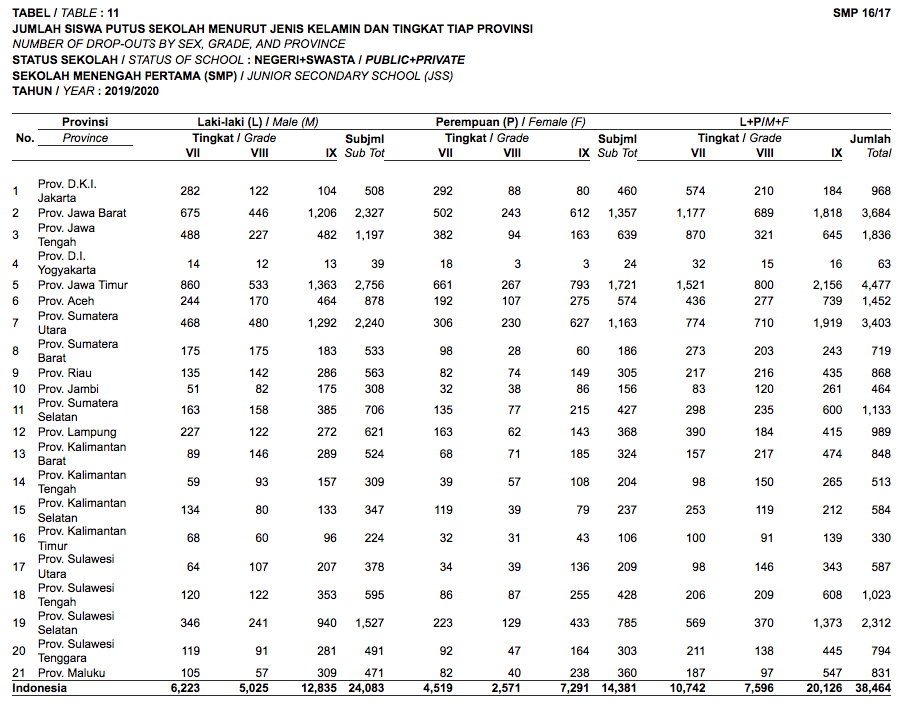 TABEL / TABLE : 11 SMP 16/17
JUMLAH SISWA PUTUS SEKOLAH MENURUT JENIS KELAMIN DAN TINGKAT TIAP PROVINSI
NUMBER OF DROP-OUTS BY SEX, GRADE, AND PROVINCE
STATUS SEKOLAH / STATUS OF SCHOOL : NEGERI+SWASTA / PUBLIC+PRIVATE
SEKOLAH MENENGAH PERTAMA (SMP) / JUNIOR SECONDARY SCHOOL (JSS)
TAHUN / YEAR : 2019/2020
Provinsi Laki-laki (L) / Male (M) Perempuan (P) / Female (F) L+P/M+F
No. Province Tingkat / Grade Subjml Tingkat / Grade Subjml Tingkat / Grade Jumlah
VII VIII IX Sub Tot VII VIII IX Sub Tot VII VIII IX Total
1 Prov. D.K.I. Jakarta 282 122 104 508 292 88 80 460 574 210 184 968
2 Prov. Jawa Barat 675 446 1,206 2,327 502 243 612 1,357 1,177 689 1,818 3,684
3 Prov. Jawa Tengah 488 227 482 1,197 382 94 163 639 870 321 645 1,836
4 Prov. D.I. Yogyakarta 14 12 13 39 18 3 3 24 32 15 16 63
5 Prov. Jawa Timur 860 533 1,363 2,756 661 267 793 1,721 1,521 800 2,156 4,477
6 Prov. Aceh 244 170 464 878 192 107 275 574 436 277 739 1,452
7 Prov. Sumatera Utara 468 480 1,292 2,240 306 230 627 1,163 774 710 1,919 3,403
8 Prov. Sumatera Barat 175 175 183 533 98 28 60 186 273 203 243 719
9 Prov. Riau 135 142 286 563 82 74 149 305 217 216 435 868
10 Prov. Jambi 51 82 175 308 32 38 86 156 83 120 261 464
11 Prov. Sumatera Selatan 163 158 385 706 135 77 215 427 298 235 600 1,133
12 Prov. Lampung 227 122 272 621 163 62 143 368 390 184 415 989
13 Prov. Kalimantan Barat 89 146 289 524 68 71 185 324 157 217 474 848
14 Prov. Kalimantan Tengah 59 93 157 309 39 57 108 204 98 150 265 513
15 Prov. Kalimantan Selatan 134 80 133 347 119 39 79 237 253 119 212 584
16 Prov. Kalimantan Timur 68 60 96 224 32 31 43 106 100 91 139 330
17 Prov. Sulawesi Utara 64 107 207 378 34 39 136 209 98 146 343 587
18 Prov. Sulawesi Tengah 120 122 353 595 86 87 255 428 206 209 608 1,023
19 Prov. Sulawesi Selatan 346 241 940 1,527 223 129 433 785 569 370 1,373 2,312
20 Prov. Sulawesi Tenggara 119 91 281 491 92 47 164 303 211 138 445 794
21 Prov. Maluku 105 57 309 471 82 40 238 360 187 97 547 831
Indonesia 6,223 5,025 12,835 24,083 4,519 2,571 7,291 14,381 10,742 7,596 20,126 38,464